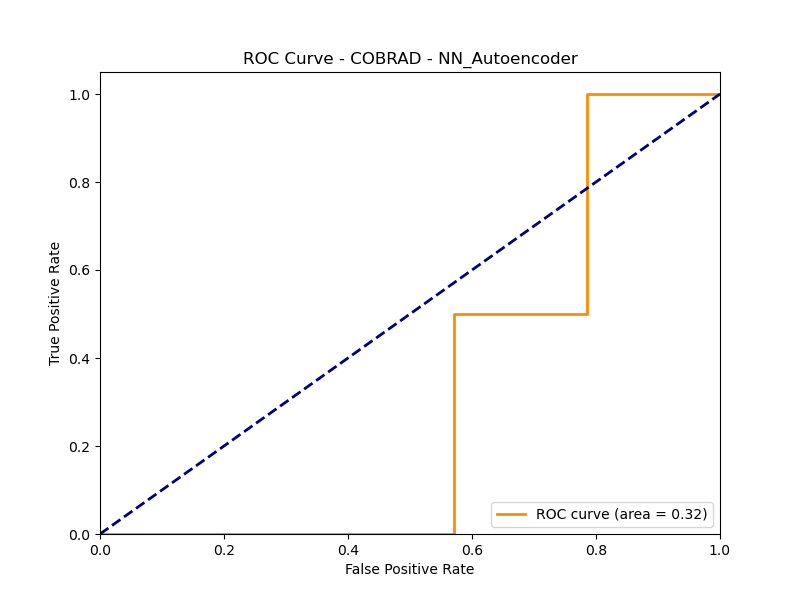 ROC Curve - COBRAD - NN_Autoencoder
True Positive Rate
1.0
0.8
0.6
0.4
0.2
0.0
0.0 0.2 0.4 0.6 0.8 1.0
False Positive Rate
ROC curve (area = 0.32)